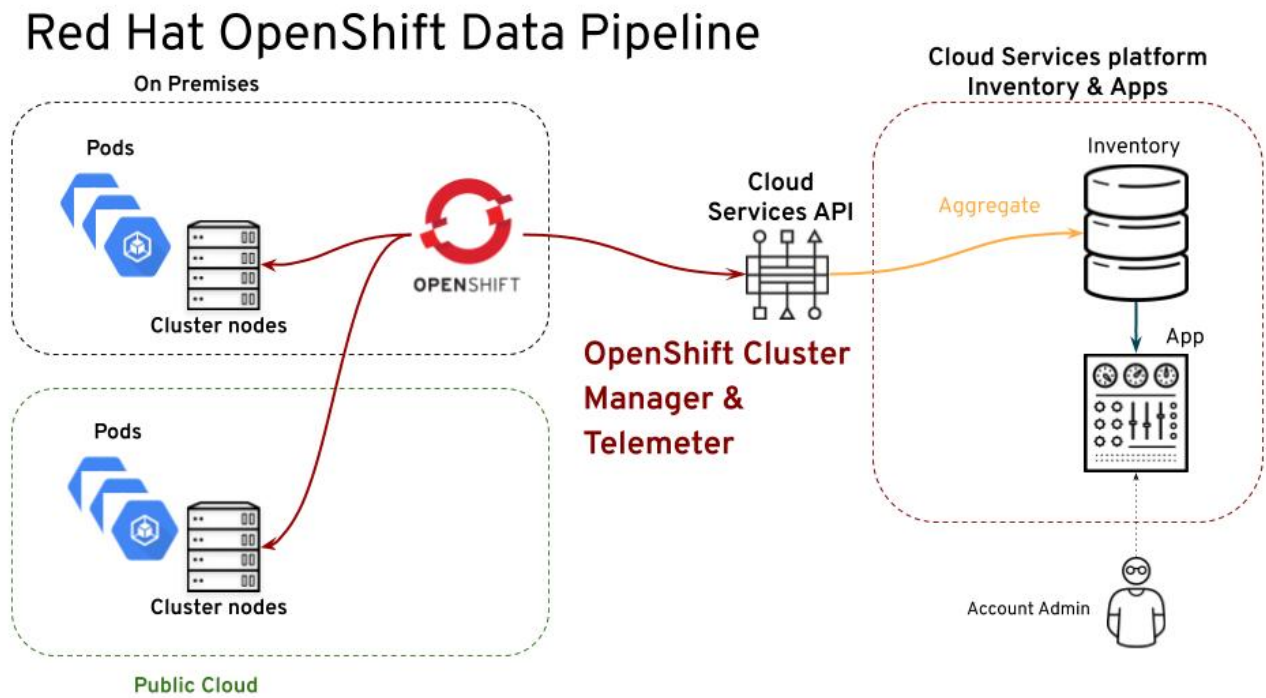 Red Hat OpenShift Data Pipeline
On Premises
Pods
Cluster nodes
OPENSHIFT
Cloud
Services API
OpenShift Cluster
Manager &
Telemeter
Cloud Services platform
Inventory & Apps
Inventory
Aggregate
App
Account Admin
Pods
Cluster nodes
Public Cloud